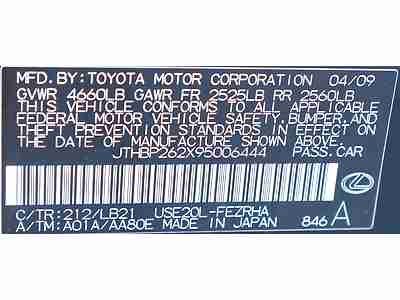 MFD. BY: TOYOTA MOTOR CORPORATION 04/09
GVWR 4660LB GAWR FR 2525LB RR 2560LB
THIS VEHICLE CONFORMS TO ALL APPLICABLE
FEDERAL MOTOR VEHICLE SAFETY, BUMPER, AND
THEFT PREVENTION STANDARDS IN EFFECT ON
THE DATE OF MANUFACTURE SHOWN ABOVE.
JTHBP262X95006444 PASS. CAR
C/TR: 212/LB21 USE20L-FEZRHA
A/TM: A01A/AA80E MADE IN JAPAN 846 A